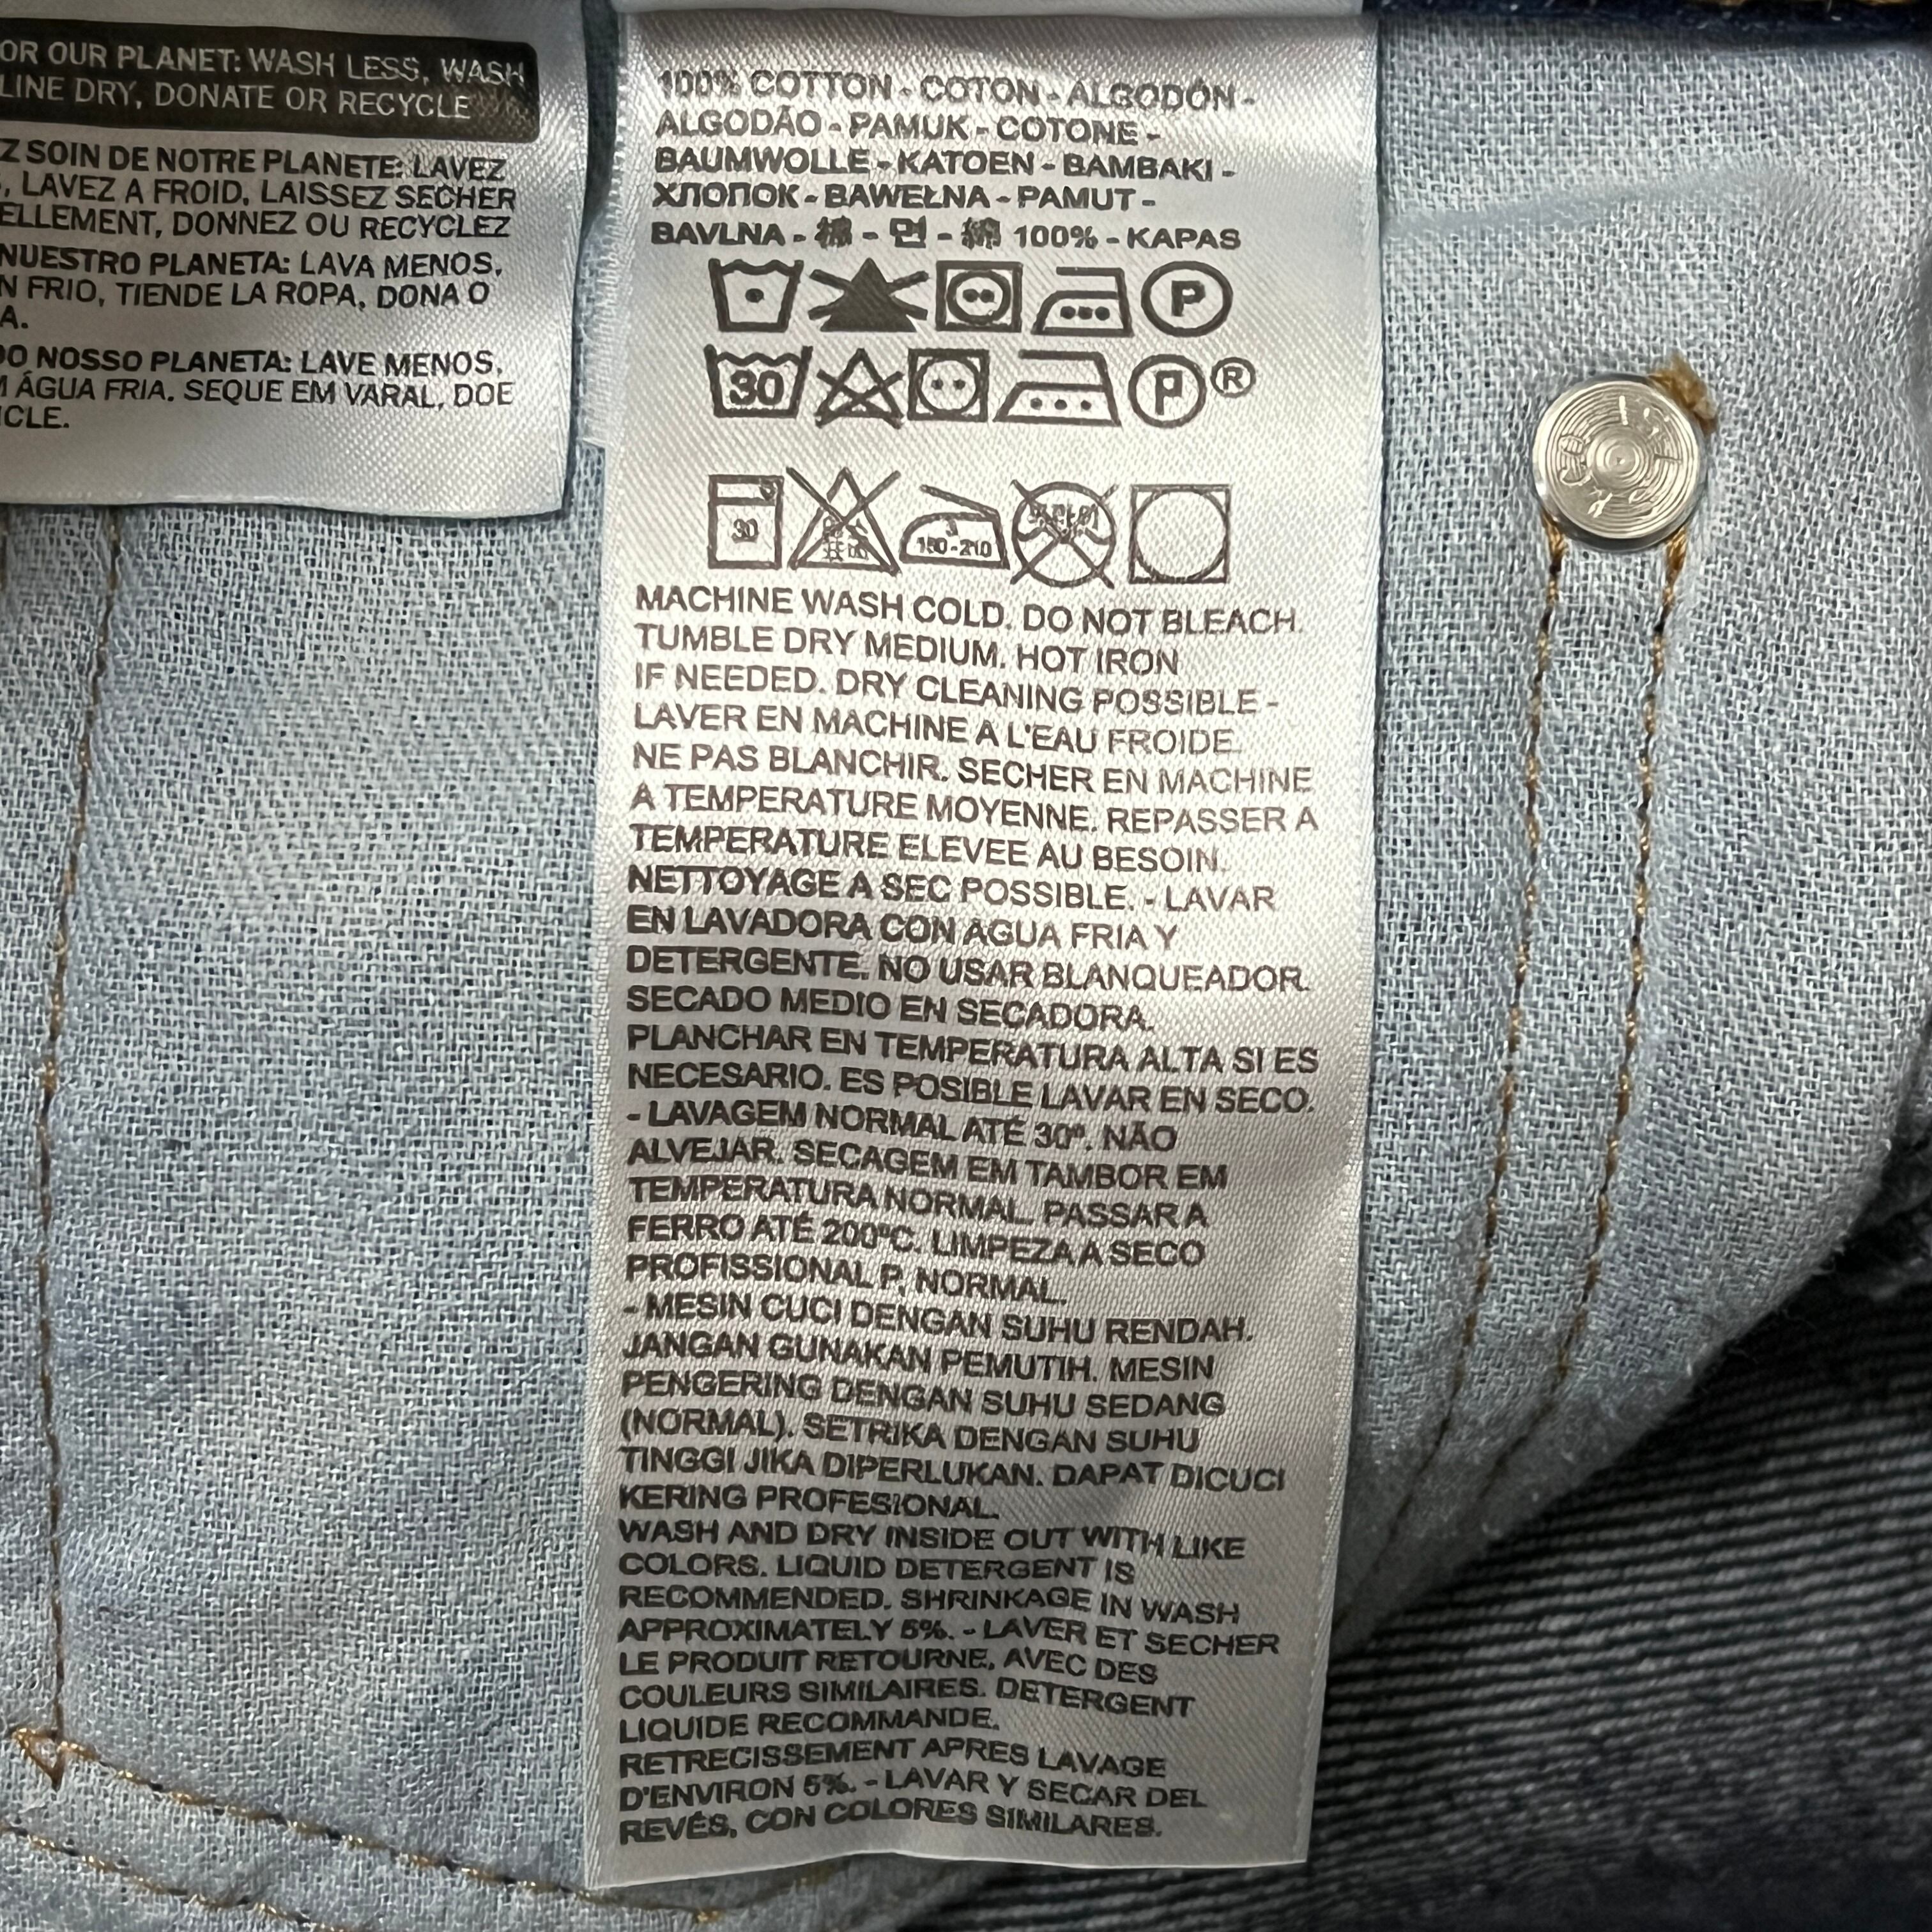 OR OUR PLANET: WASH LESS, WASH
LINE DRY, DONATE OR RECYCLE
Z SOIN DE NOTRE PLANETE: LAVEZ
, LAVEZ A FROID, LAISSEZ SECHER
ELLEMENT, DONNEZ OU RECYCLEZ
NUESTRO PLANETA: LAVA MENOS,
N FRIO, TIENDE LA ROPA, DONA O
A.
DO NOSSO PLANETA: LAVE MENOS,
M ÁGUA FRIA. SEQUE EM VARAL, DOE
ICLE.
100% COTTON - COTON - ALGODÓN -
ALGODÃO - PAMUK - COTONE -
BAUMWOLLE - KATOEN - BAMBAKI -
ХЛОПОК - BAWEŁNA - PAMUT -
BAVLNA - 棉 - 면 - 綿 100% - KAPAS
P
30 P ®
30 3 180-210
MACHINE WASH COLD. DO NOT BLEACH.
TUMBLE DRY MEDIUM. HOT IRON
IF NEEDED. DRY CLEANING POSSIBLE -
LAVER EN MACHINE A L'EAU FROIDE.
NE PAS BLANCHIR. SECHER EN MACHINE
A TEMPERATURE MOYENNE. REPASSER A
TEMPERATURE ELEVEE AU BESOIN.
NETTOYAGE A SEC POSSIBLE. - LAVAR
EN LAVADORA CON AGUA FRIA Y
DETERGENTE. NO USAR BLANQUEADOR.
SECADO MEDIO EN SECADORA.
PLANCHAR EN TEMPERATURA ALTA SI ES
NECESARIO. ES POSIBLE LAVAR EN SECO.
- LAVAGEM NORMAL ATÉ 30º. NÃO
ALVEJAR. SECAGEM EM TAMBOR EM
TEMPERATURA NORMAL. PASSAR A
FERRO ATÉ 200ºC. LIMPEZA A SECO
PROFISSIONAL P, NORMAL.
- MESIN CUCI DENGAN SUHU RENDAH.
JANGAN GUNAKAN PEMUTIH. MESIN
PENGERING DENGAN SUHU SEDANG
(NORMAL). SETRIKA DENGAN SUHU
TINGGI JIKA DIPERLUKAN. DAPAT DICUCI
KERING PROFESIONAL.
WASH AND DRY INSIDE OUT WITH LIKE
COLORS. LIQUID DETERGENT IS
RECOMMENDED. SHRINKAGE IN WASH
APPROXIMATELY 5%. - LAVER ET SECHER
LE PRODUIT RETOURNE, AVEC DES
COULEURS SIMILAIRES. DETERGENT
LIQUIDE RECOMMANDE.
RETRECISSEMENT APRES LAVAGE
D'ENVIRON 5%. - LAVAR Y SECAR DEL
REVÉS, CON COLORES SIMILARES.